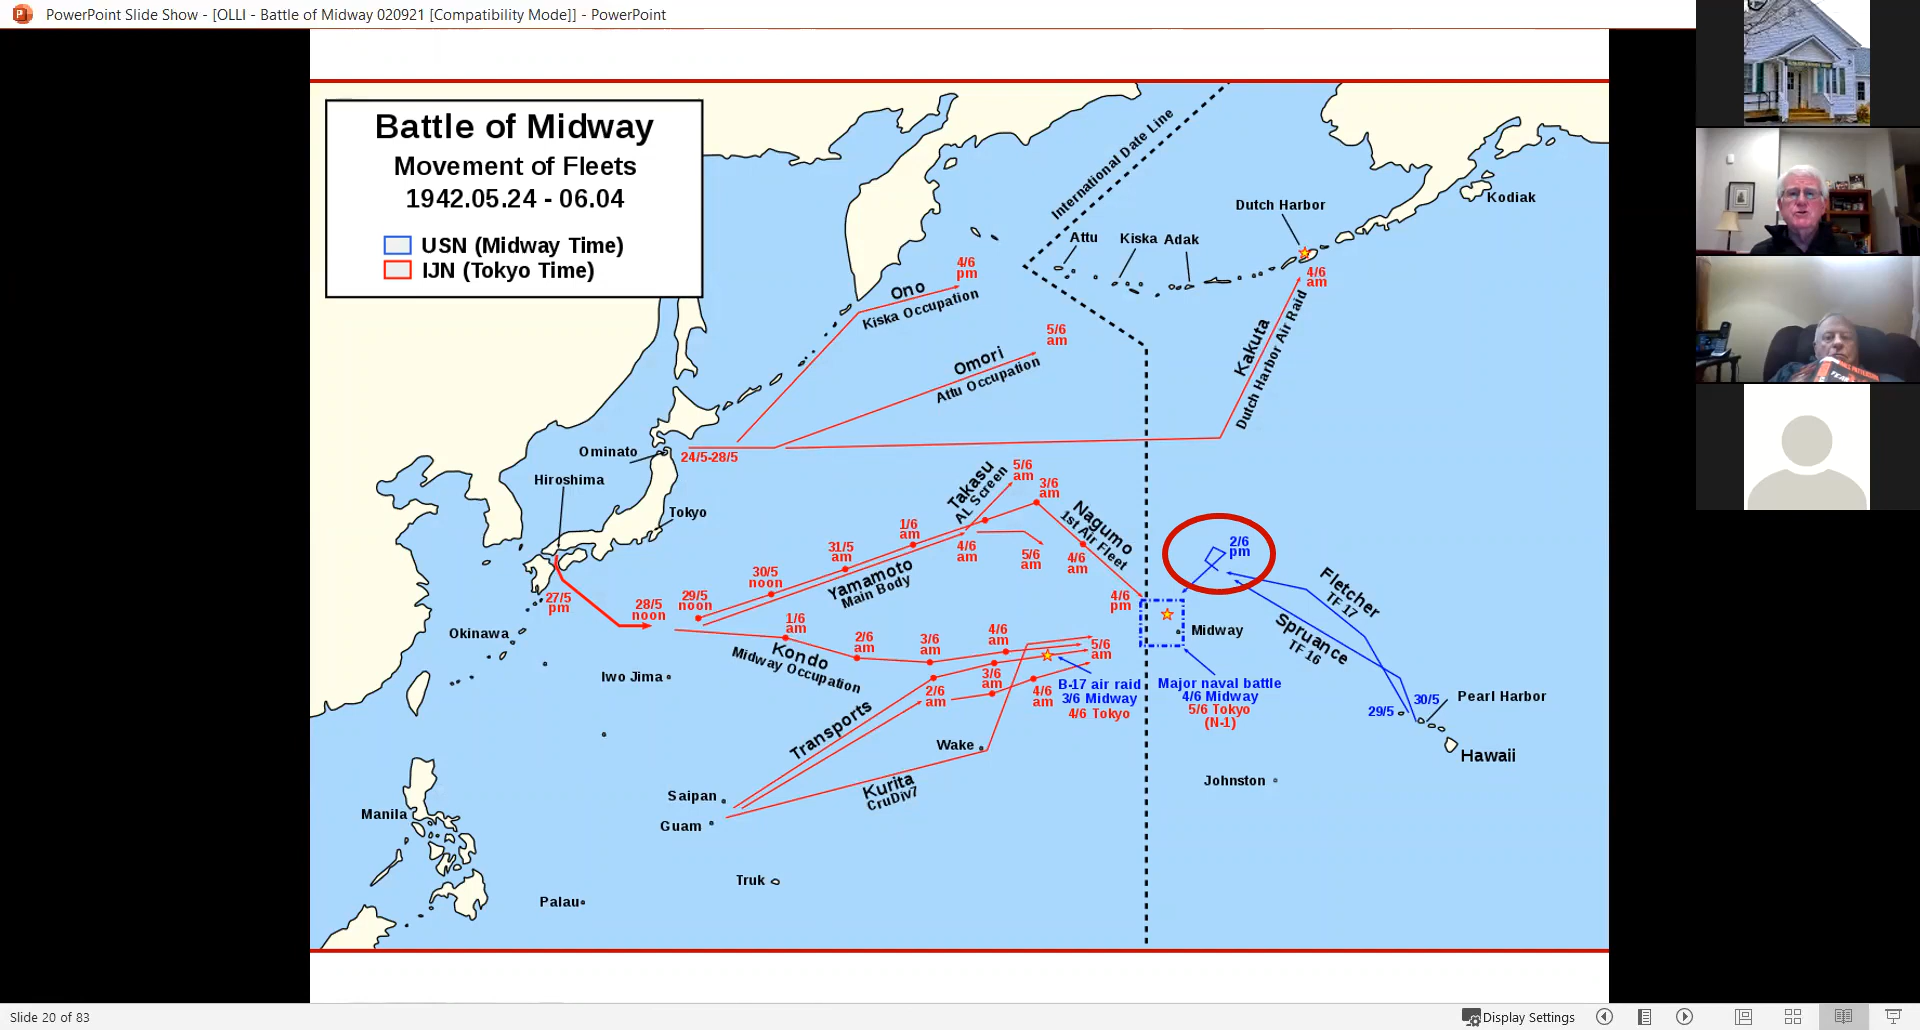 PowerPoint Slide Show - [OLLI - Battle of Midway 020921 [Compatibility Mode]] - PowerPoint
Battle of Midway
Movement of Fleets
1942.05.24 - 06.04
USN (Midway Time)
IJN (Tokyo Time)
International Date Line
Dutch Harbor
Kodiak
Attu
Kiska
Adak
4/6
am
4/6
pm
Ono
Kiska Occupation
5/6
am
Omori
Attu Occupation
Kakuta
Dutch Harbor Air Raid
Ominato
24/5-28/5
Hiroshima
Tokyo
Takasu
AL Screen
5/6
am
3/6
am
Nagumo
1st Air Fleet
1/6
am
31/5
am
30/5
noon
29/5
noon
4/6
am
5/6
am
4/6
am
4/6
pm
2/6
pm
Yamamoto
Main Body
27/5
pm
28/5
noon
Fletcher
TF 17
Spruance
TF 16
Okinawa
1/6
am
2/6
am
3/6
am
4/6
am
5/6
am
Midway
Kondo
Midway Occupation
Iwo Jima
3/6
am
2/6
am
4/6
am
B-17 air raid
3/6 Midway
4/6 Tokyo
Major naval battle
4/6 Midway
5/6 Tokyo
(N-1)
29/5
30/5
Pearl Harbor
Hawaii
Transports
Wake
Kurita
CruDiv7
Johnston
Saipan
Guam
Manila
Truk
Palau
Slide 20 of 83
Display Settings